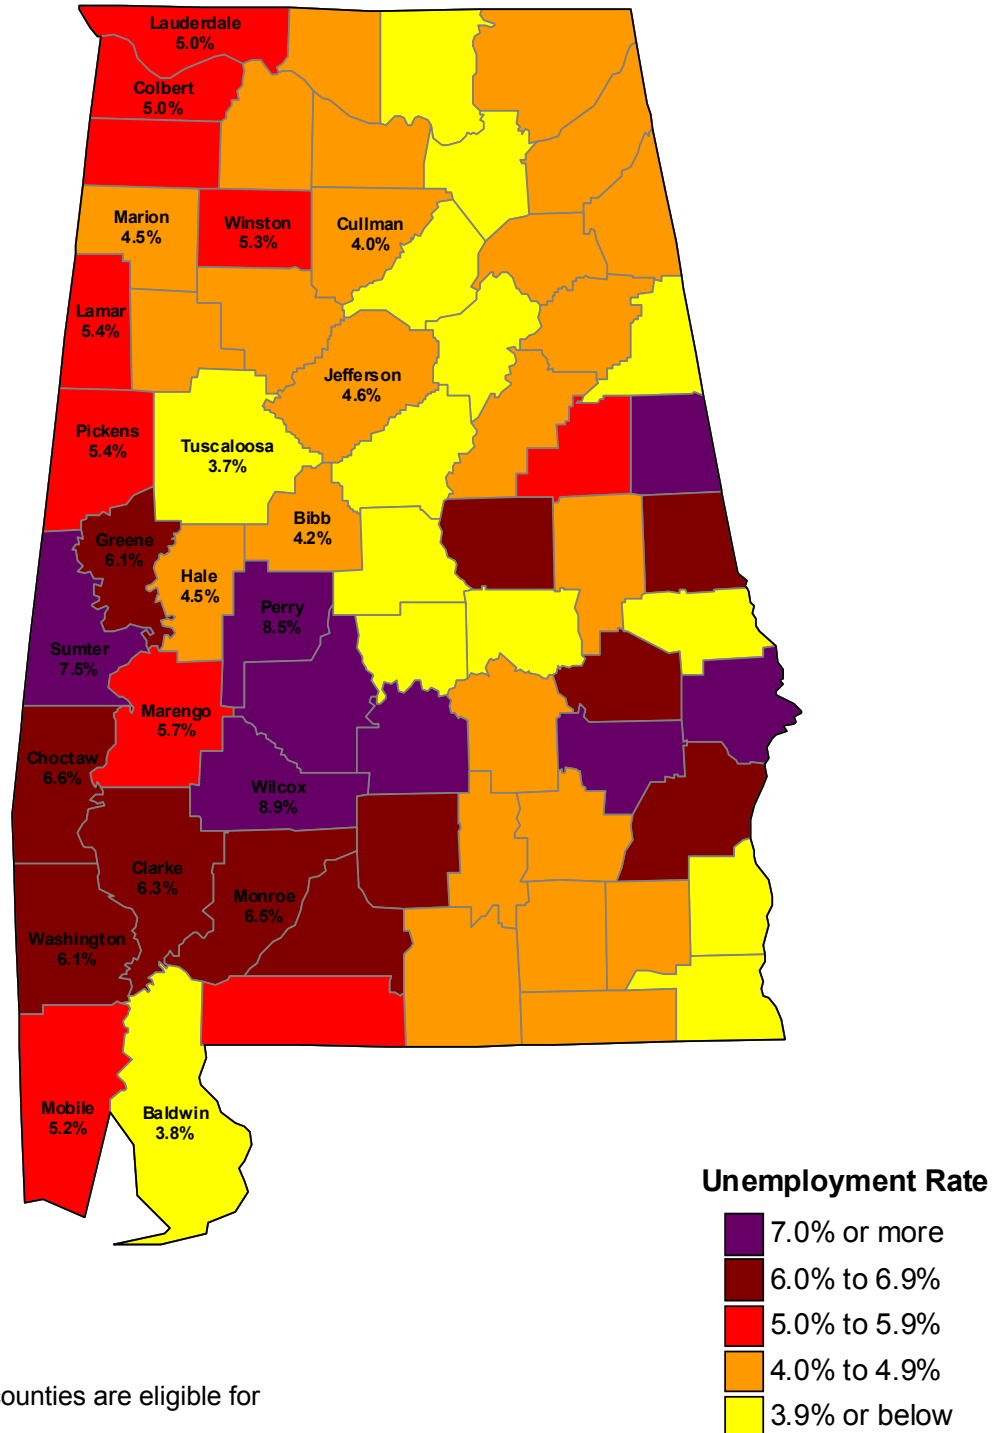 Lauderdale
5.0%
Colbert
5.0%
Marion
4.5%
Winston
5.3%
Cullman
4.0%
Lamar
5.4%
Jefferson
4.6%
Pickens
5.4%
Tuscaloosa
3.7%
Bibb
4.2%
Greene
6.1%
Hale
4.5%
Perry
8.5%
Sumter
7.5%
Marengo
5.7%
Choctaw
6.6%
Wilcox
8.9%
Clarke
6.3%
Monroe
6.5%
Washington
6.1%
Mobile
5.2%
Baldwin
3.8%
Unemployment Rate
7.0% or more
6.0% to 6.9%
5.0% to 5.9%
4.0% to 4.9%
3.9% or below
ounties are eligible for